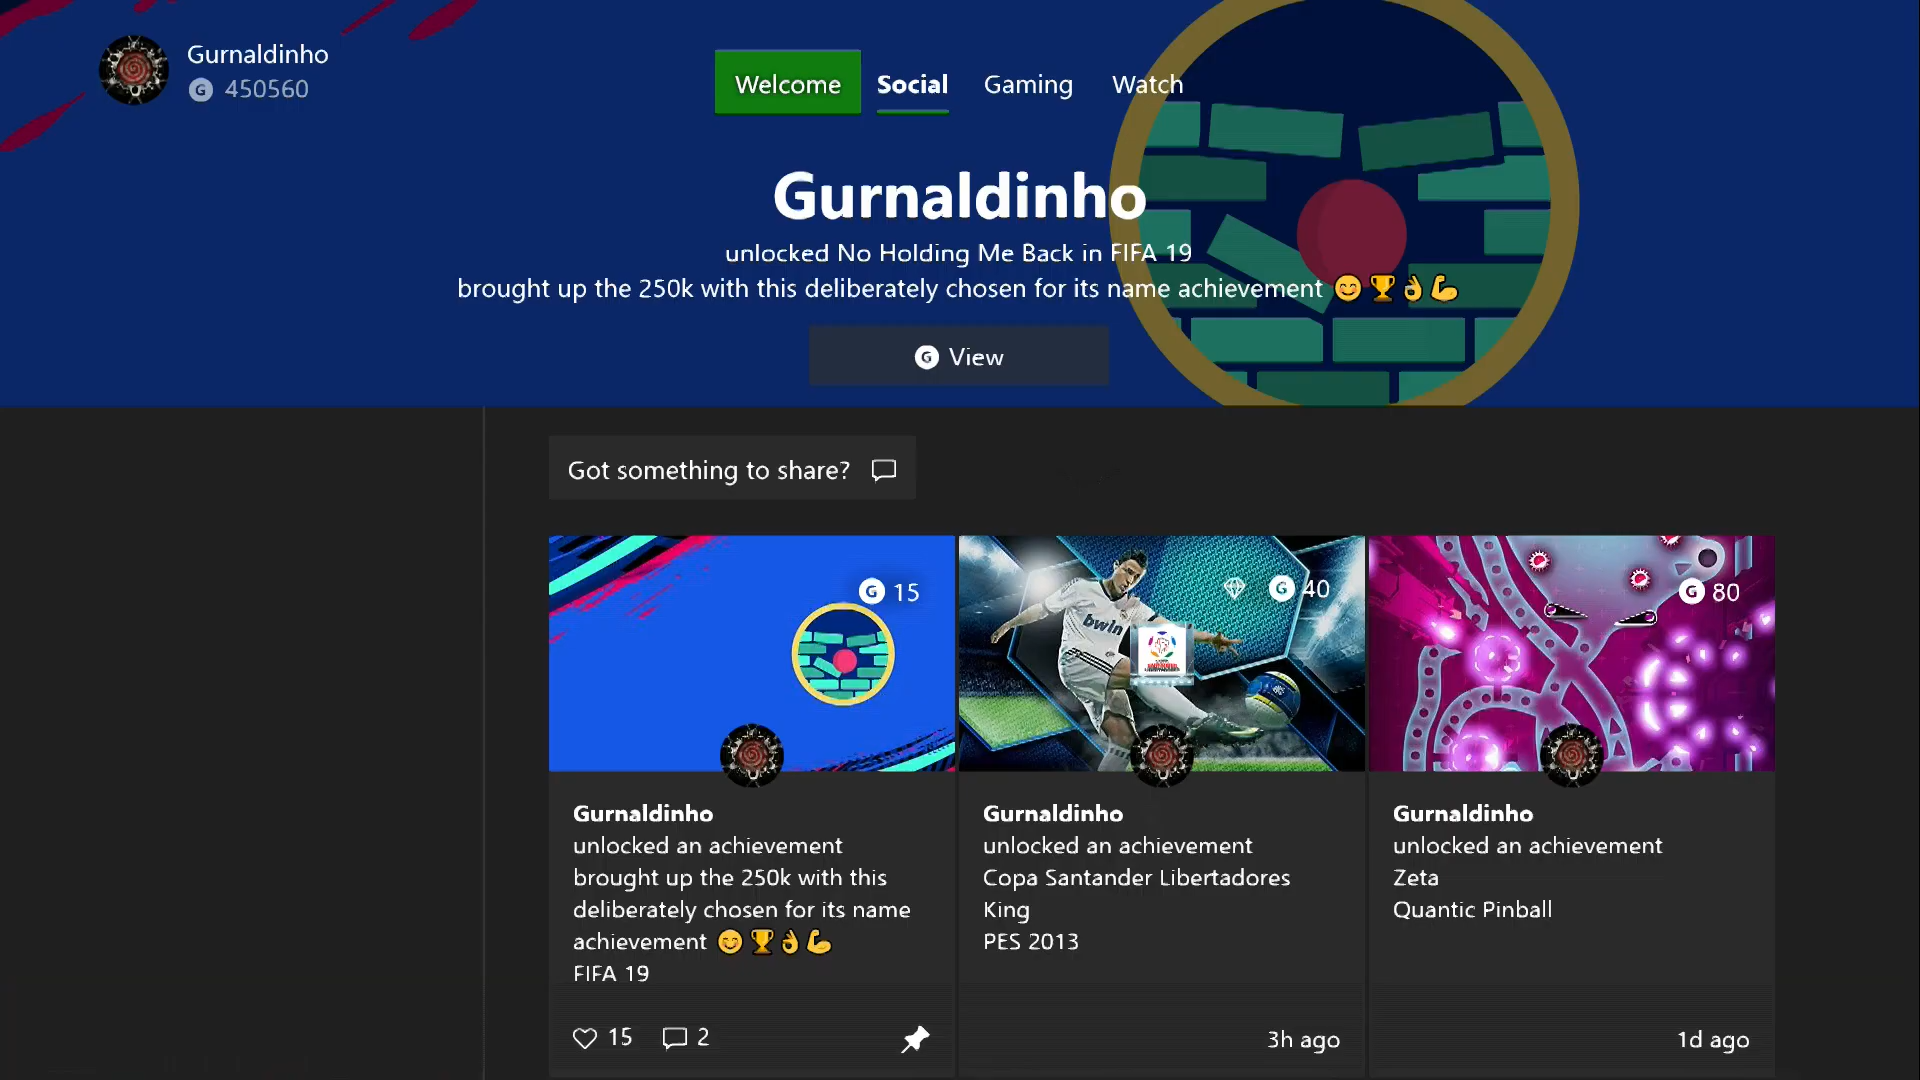 Gurnaldinho
G 450560
Welcome Social Gaming Watch
Gurnaldinho
unlocked No Holding Me Back in FIFA 19
brought up the 250k with this deliberately chosen for its name achievement 😊🏆👌💪
G View
Got something to share?
G 15
G 40
bwin
G 80
Gurnaldinho
unlocked an achievement
brought up the 250k with this
deliberately chosen for its name
achievement 😊🏆👌💪
FIFA 19
15 2
Gurnaldinho
unlocked an achievement
Copa Santander Libertadores
King
PES 2013
3h ago
Gurnaldinho
unlocked an achievement
Zeta
Quantic Pinball
1d ago